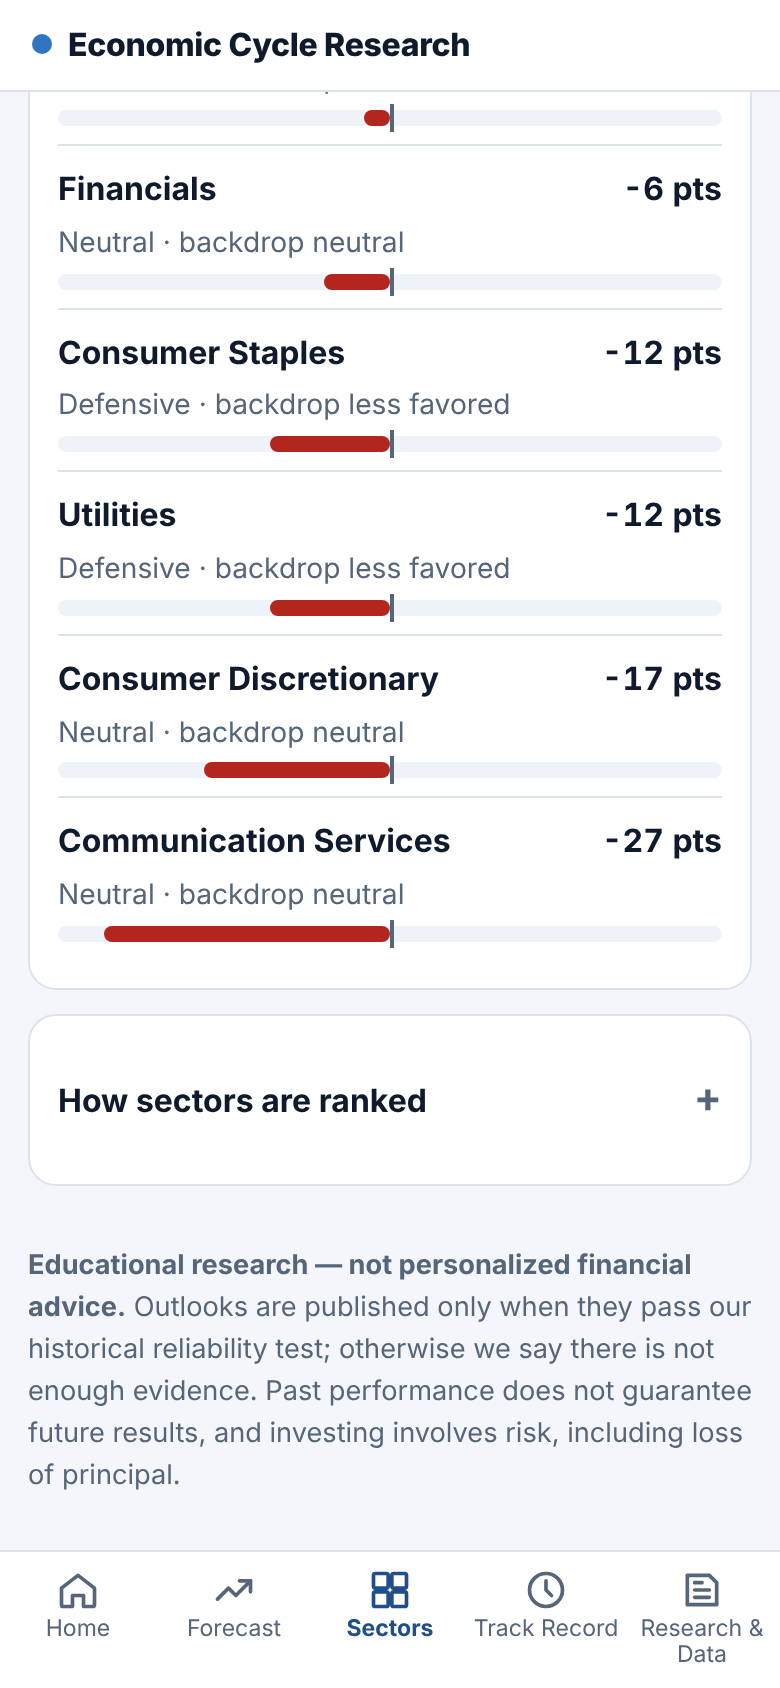 Economic Cycle Research
Financials
-6 pts
Neutral · backdrop neutral
Consumer Staples
-12 pts
Defensive · backdrop less favored
Utilities
-12 pts
Defensive · backdrop less favored
Consumer Discretionary
-17 pts
Neutral · backdrop neutral
Communication Services
-27 pts
Neutral · backdrop neutral
How sectors are ranked
+
Educational research — not personalized financial
advice. Outlooks are published only when they pass our
historical reliability test; otherwise we say there is not
enough evidence. Past performance does not guarantee
future results, and investing involves risk, including loss
of principal.
Home
Forecast
Sectors
Track Record
Research &
Data